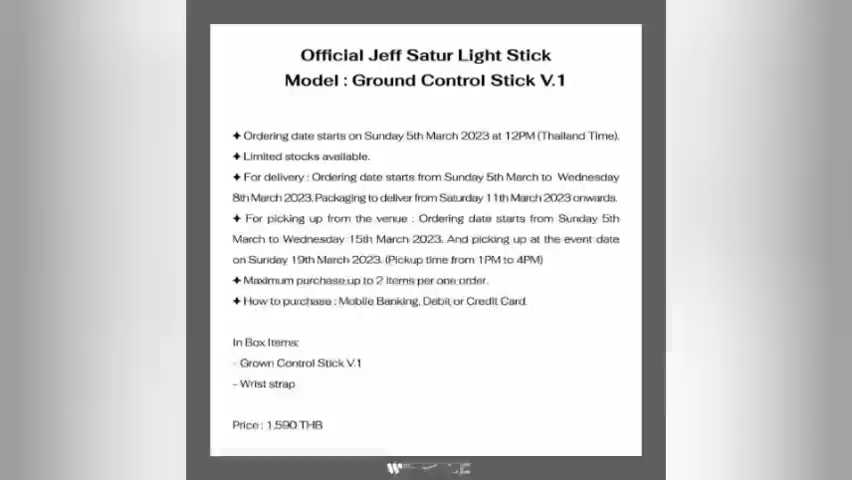 Official Jeff Satur Light Stick
Model : Ground Control Stick V.1
✦ Ordering date starts on Sunday 5th March 2023 at 12PM (Thailand Time).
✦ Limited stocks available.
✦ For delivery : Ordering date starts from Sunday 5th March to Wednesday
8th March 2023. Packaging to deliver from Saturday 11th March 2023 onwards.
✦ For picking up from the venue : Ordering date starts from Sunday 5th
March to Wednesday 15th March 2023. And picking up at the event date
on Sunday 19th March 2023. (Pickup time from 1PM to 4PM)
✦ Maximum purchase up to 2 items per one order.
✦ How to purchase : Mobile Banking, Debit or Credit Card.
In Box Items:
- Grown Control Stick V.1
- Wrist strap
Price : 1,590 THB